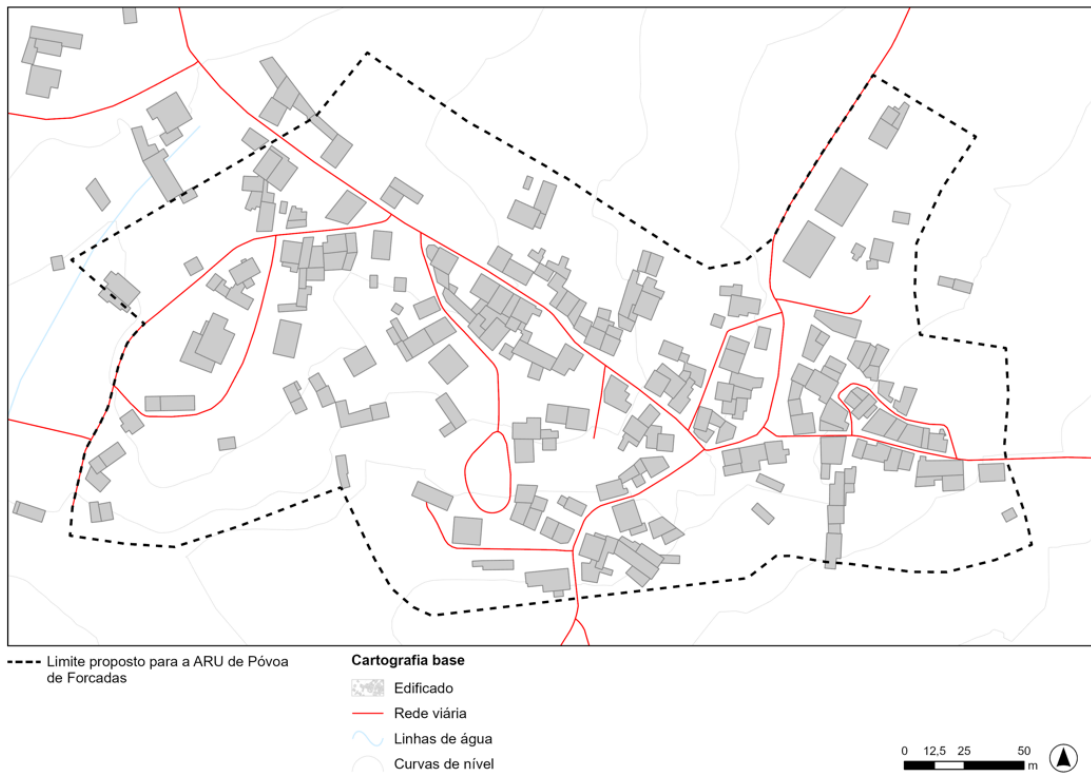 Limite proposto para a ARU de Póvoa
de Forcadas
Cartografia base
Edificado
Rede viária
Linhas de água
Curvas de nível
0 12,5 25 50
m